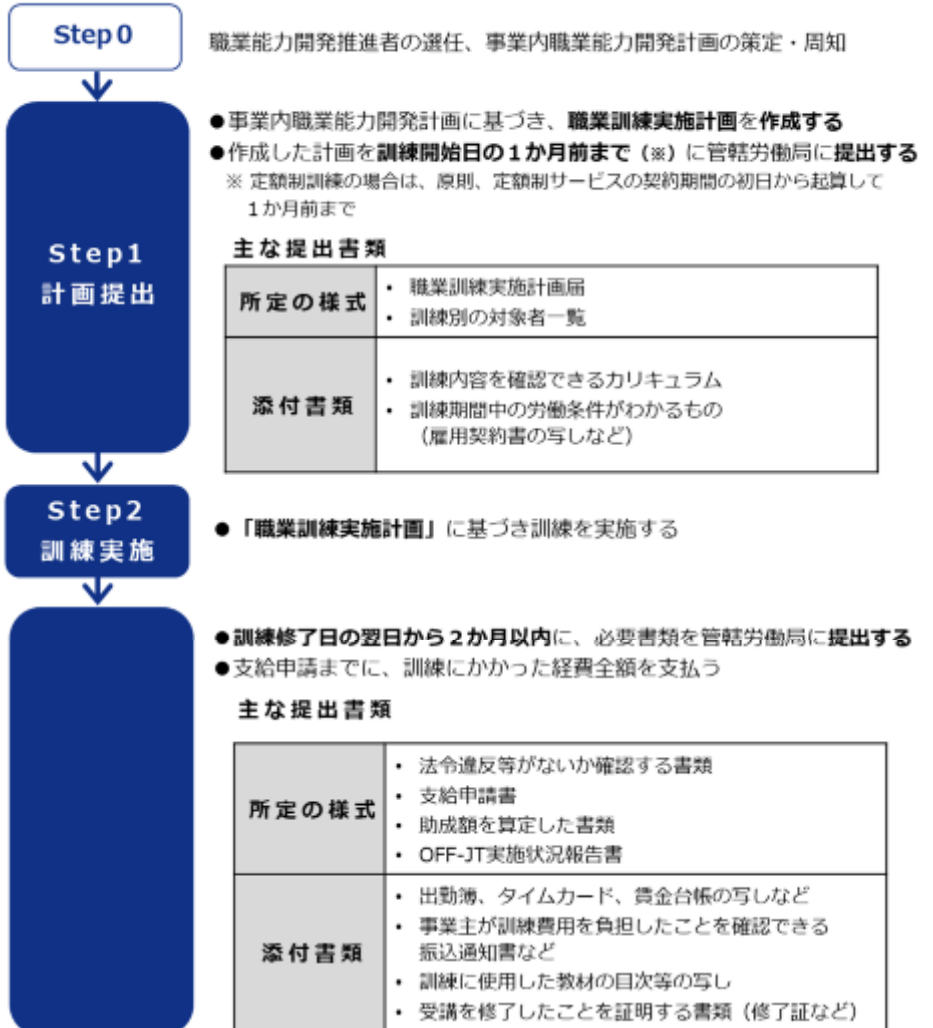 Step 0
職業能力開発推進者の選任、事業内職業能力開発計画の策定・周知
Step1
計画提出
●事業内職業能力開発計画に基づき、職業訓練実施計画を作成する
●作成した計画を訓練開始日の１か月前まで（※）に管轄労働局に提出する
※ 定額制訓練の場合は、原則、定額制サービスの契約期間の初日から起算して
１か月前まで
主な提出書類
所定の様式
・ 職業訓練実施計画届
・ 訓練別の対象者一覧
添付書類
・ 訓練内容を確認できるカリキュラム
・ 訓練期間中の労働条件がわかるもの
（雇用契約書の写しなど）
Step2
訓練実施
●「職業訓練実施計画」に基づき訓練を実施する
●訓練修了日の翌日から２か月以内に、必要書類を管轄労働局に提出する
●支給申請までに、訓練にかかった経費全額を支払う
主な提出書類
所定の様式
・ 法令違反等がないか確認する書類
・ 支給申請書
・ 助成額を算定した書類
・ OFF-JT実施状況報告書
添付書類
・ 出勤簿、タイムカード、賃金台帳の写しなど
・ 事業主が訓練費用を負担したことを確認できる
振込通知書など
・ 訓練に使用した教材の目次等の写し
・ 受講を修了したことを証明する書類（修了証など）